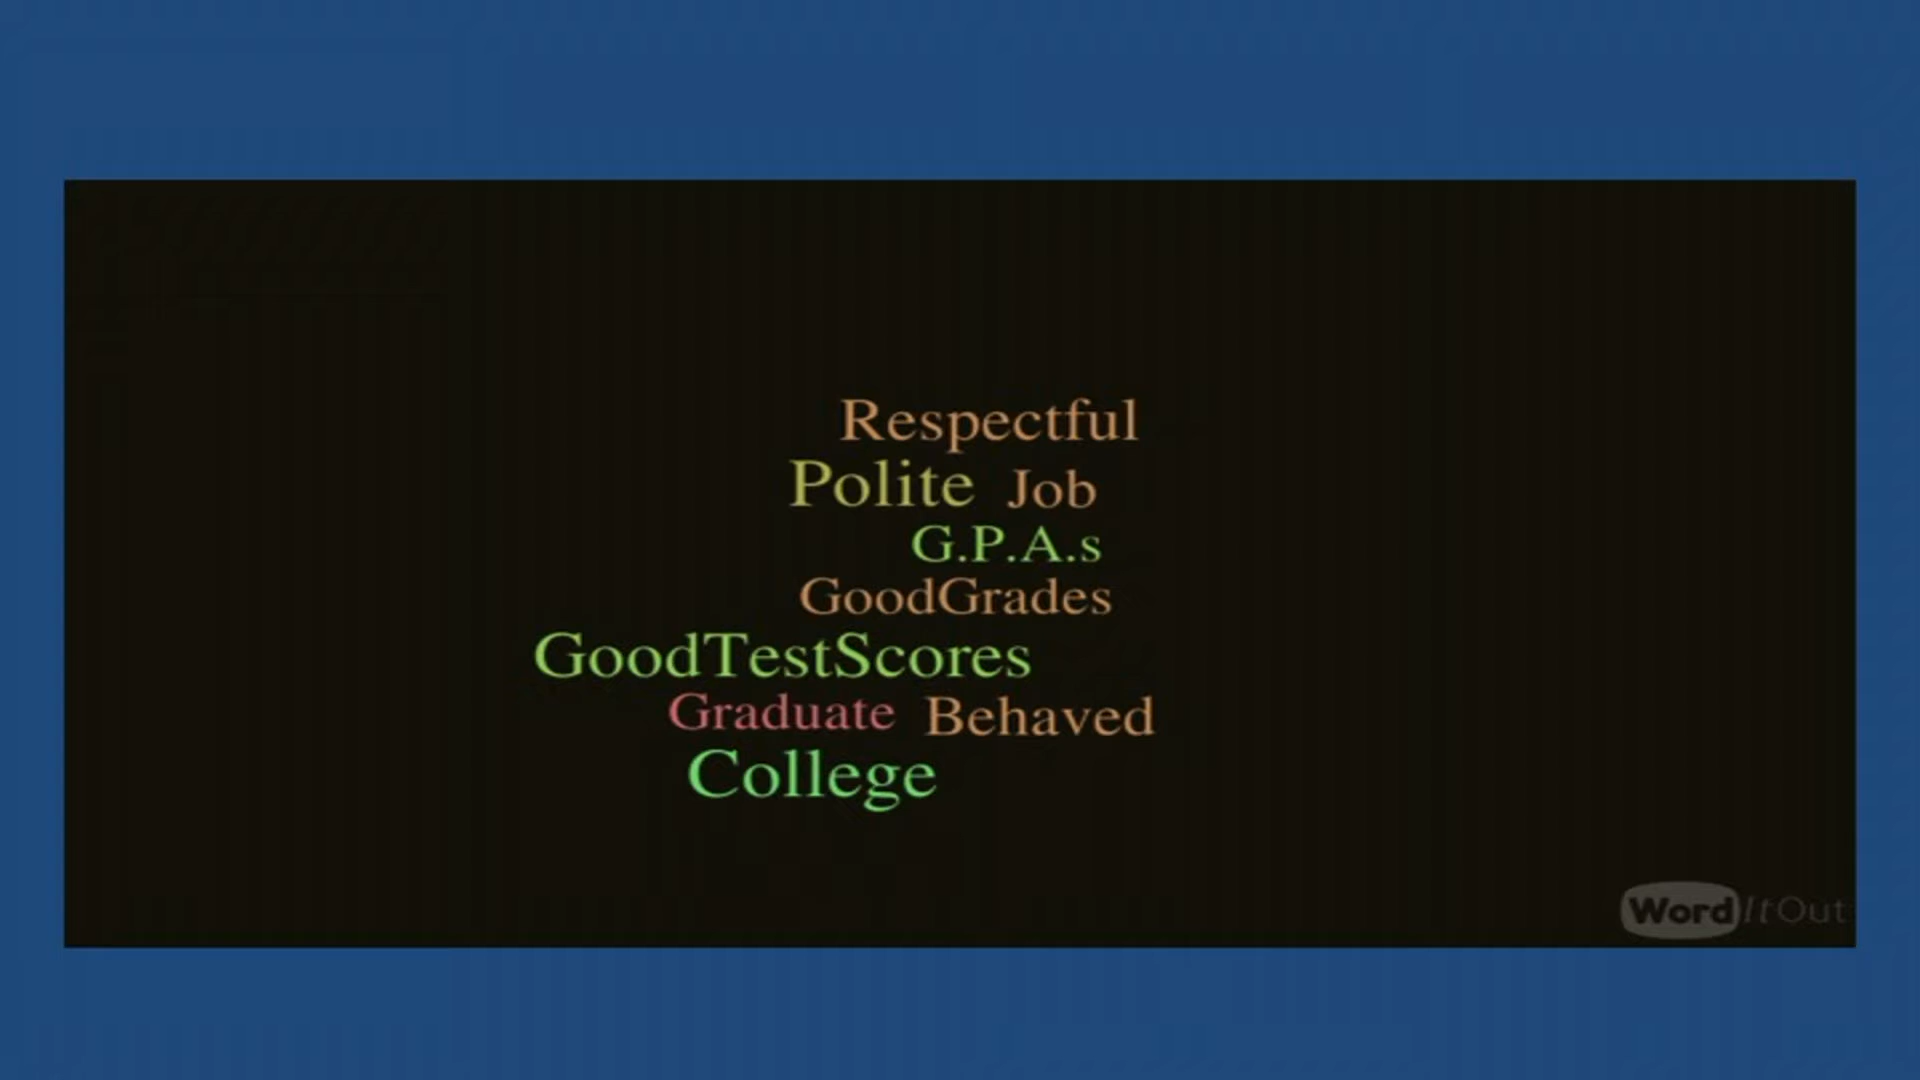 Respectful
Polite Job
G.P.A.s
GoodGrades
GoodTestScores
Graduate Behaved
College
WordItOut